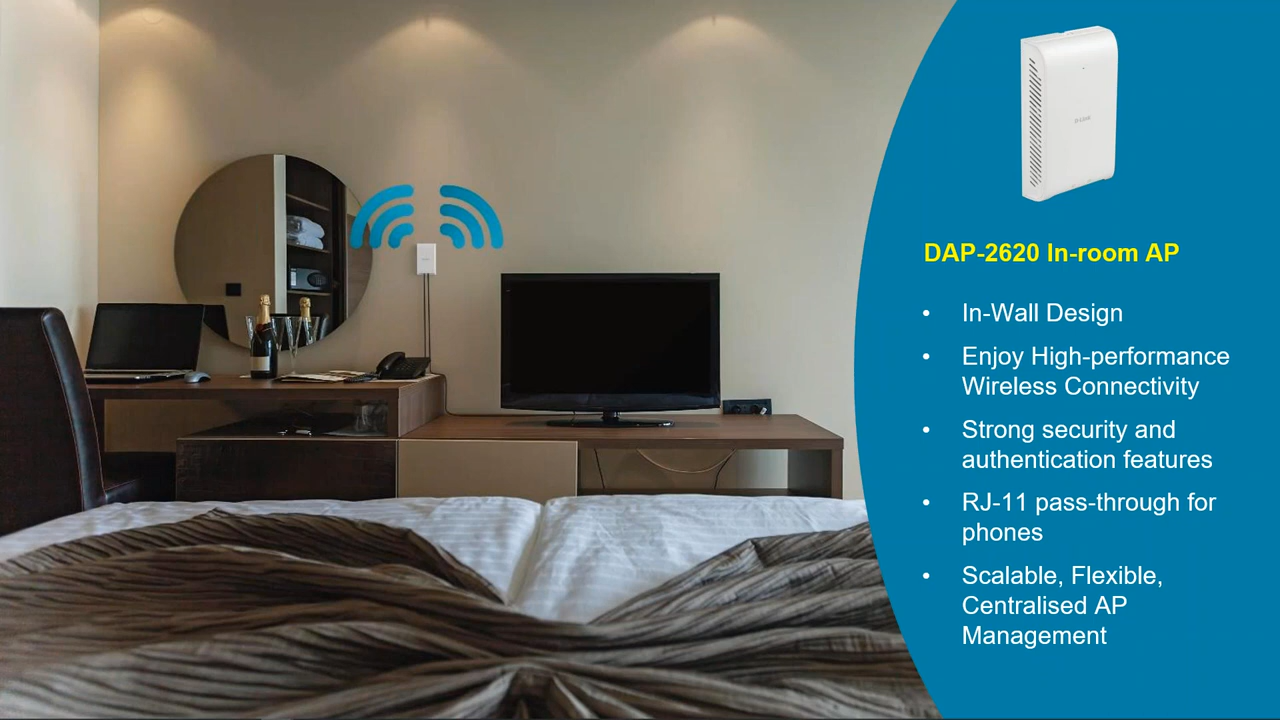 D-Link
DAP-2620 In-room AP
• In-Wall Design
• Enjoy High-performance
Wireless Connectivity
• Strong security and
authentication features
• RJ-11 pass-through for
phones
• Scalable, Flexible,
Centralised AP
Management